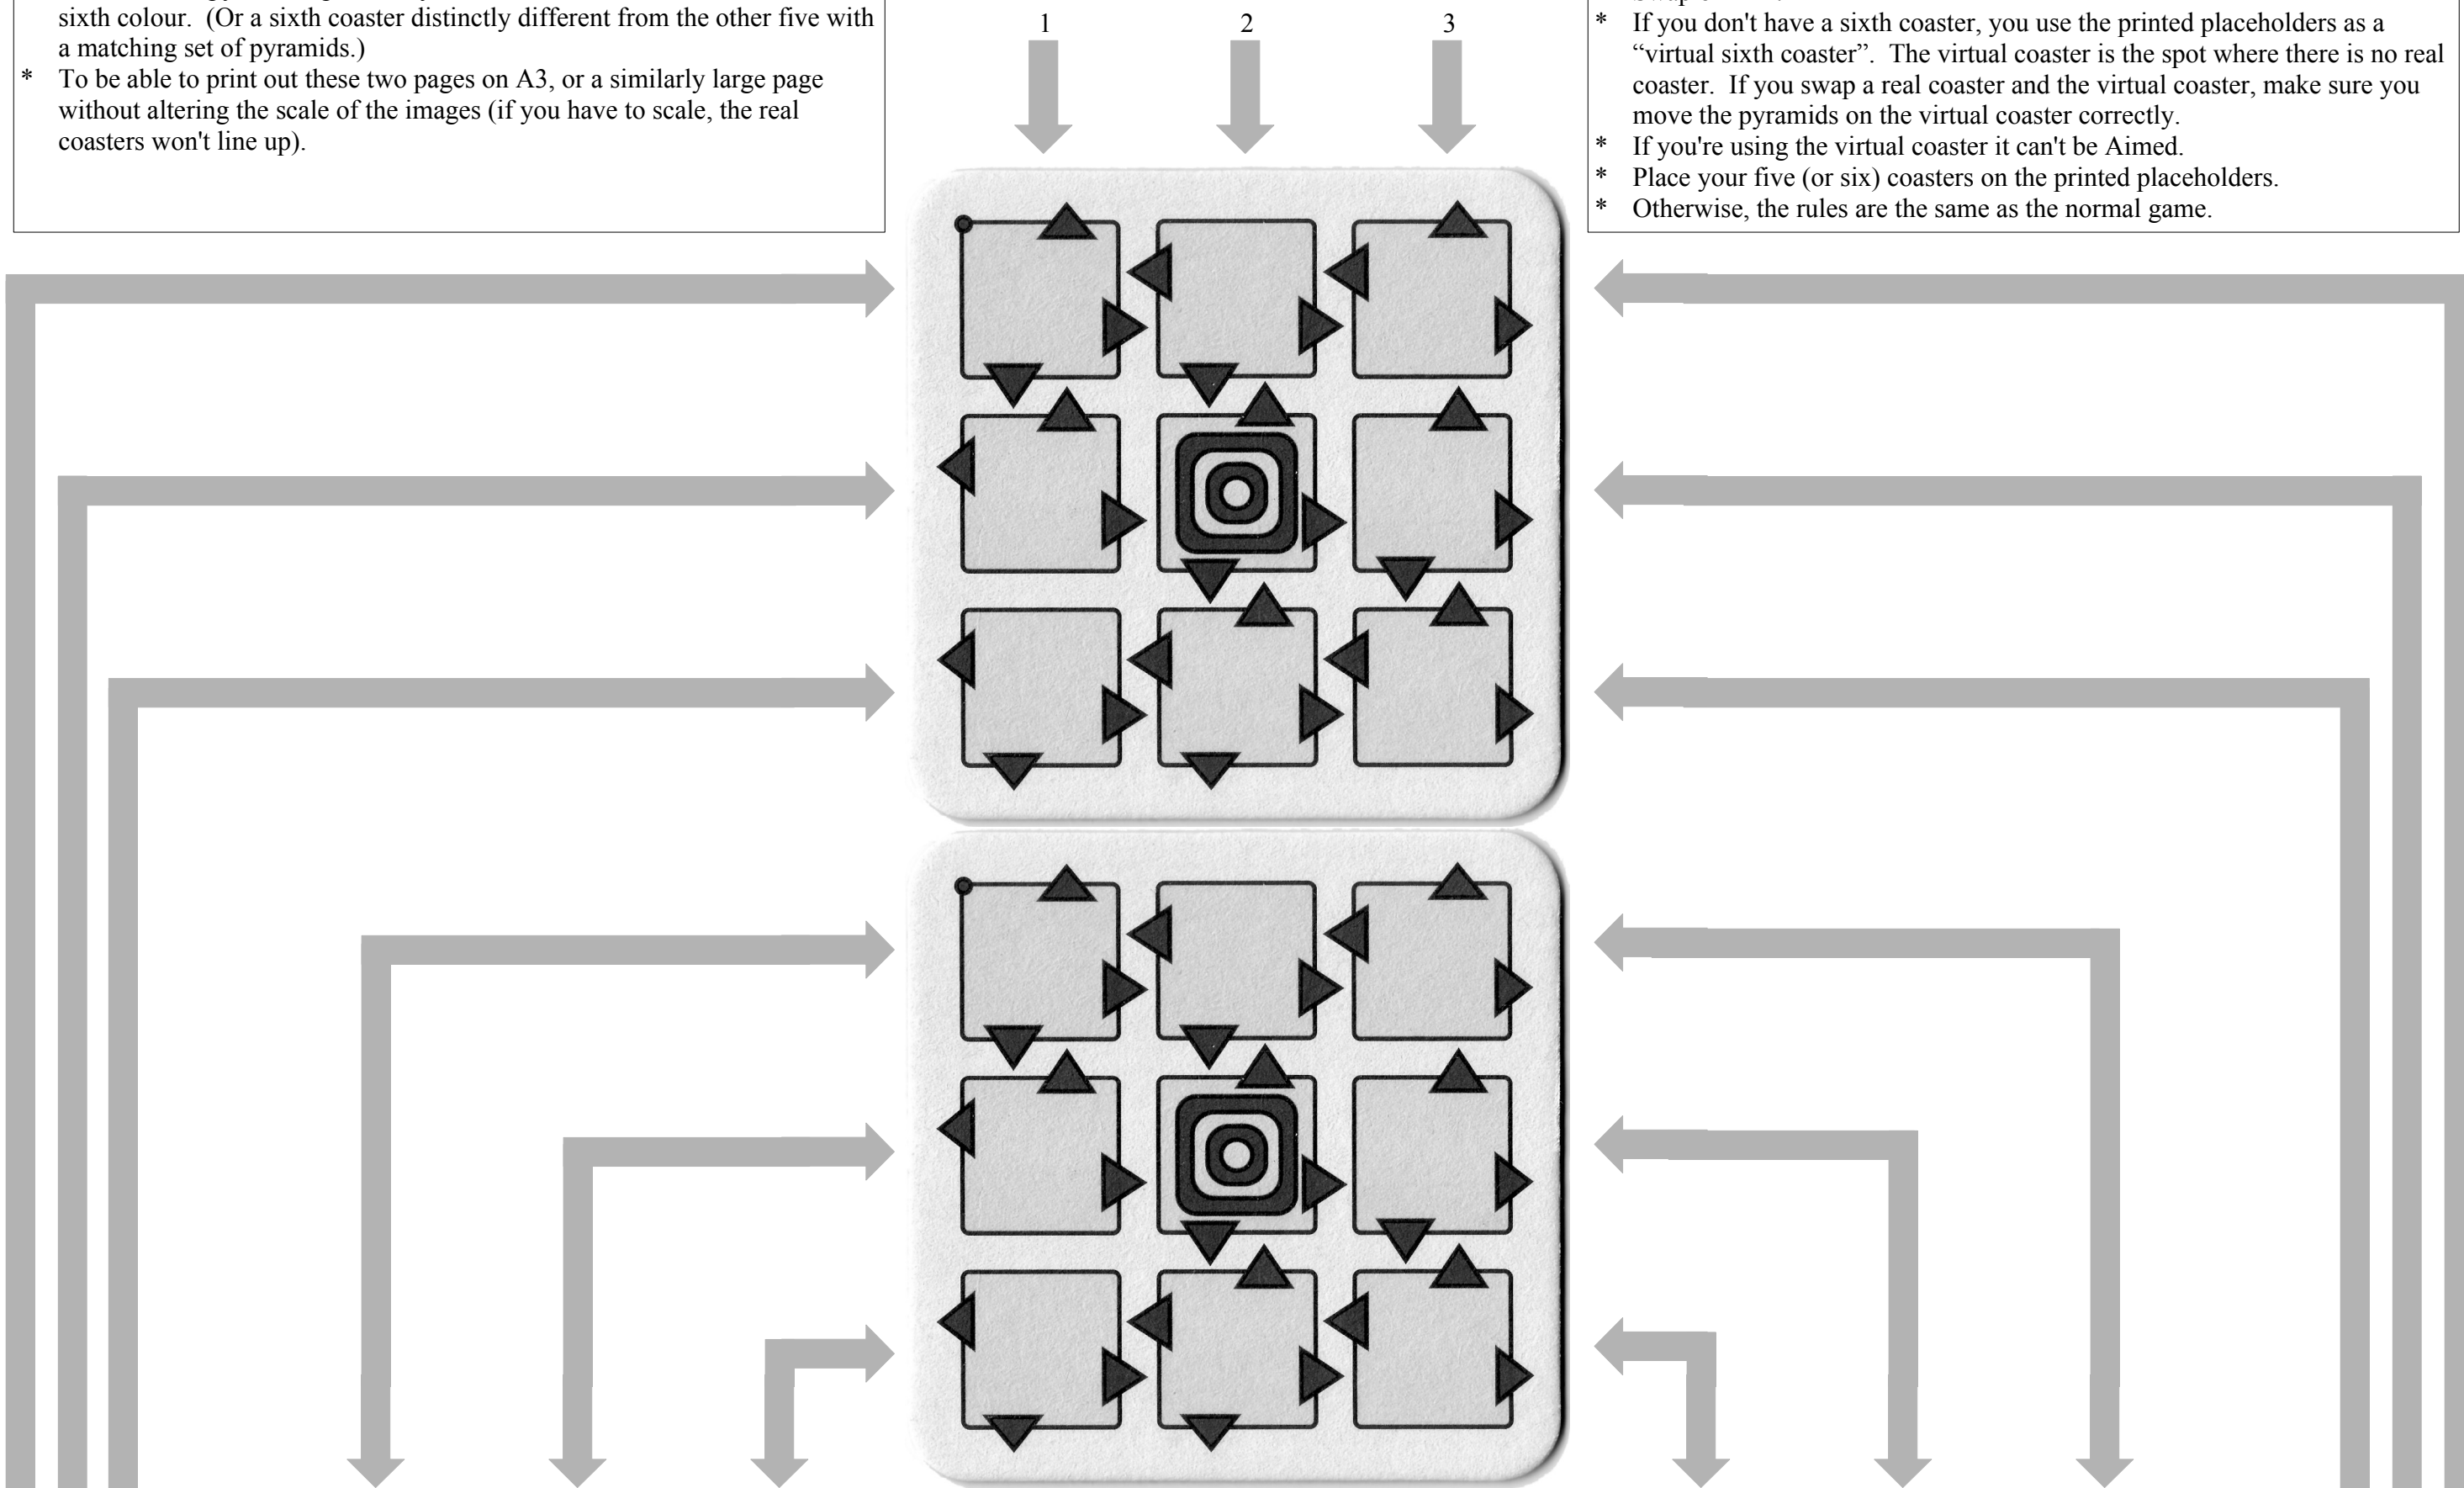 sixth colour. (Or a sixth coaster distinctly different from the other five with
a matching set of pyramids.)
* To be able to print out these two pages on A3, or a similarly large page
without altering the scale of the images (if you have to scale, the real
coasters won't line up).
1 2 3
* If you don't have a sixth coaster, you use the printed placeholders as a
“virtual sixth coaster”. The virtual coaster is the spot where there is no real
coaster. If you swap a real coaster and the virtual coaster, make sure you
move the pyramids on the virtual coaster correctly.
* If you're using the virtual coaster it can't be Aimed.
* Place your five (or six) coasters on the printed placeholders.
* Otherwise, the rules are the same as the normal game.